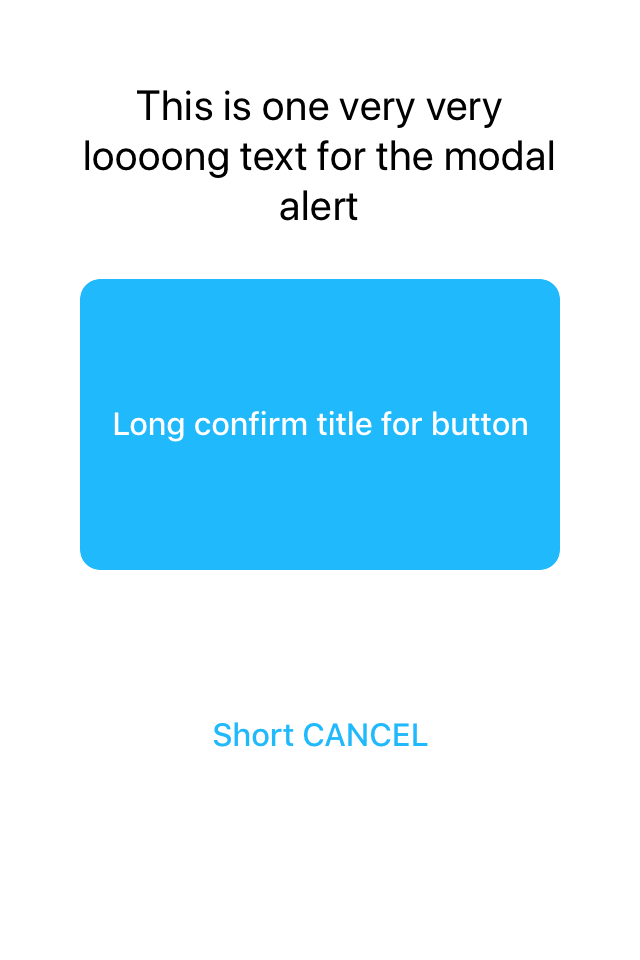 This is one very very
loooong text for the modal
alert
Long confirm title for button
Short CANCEL